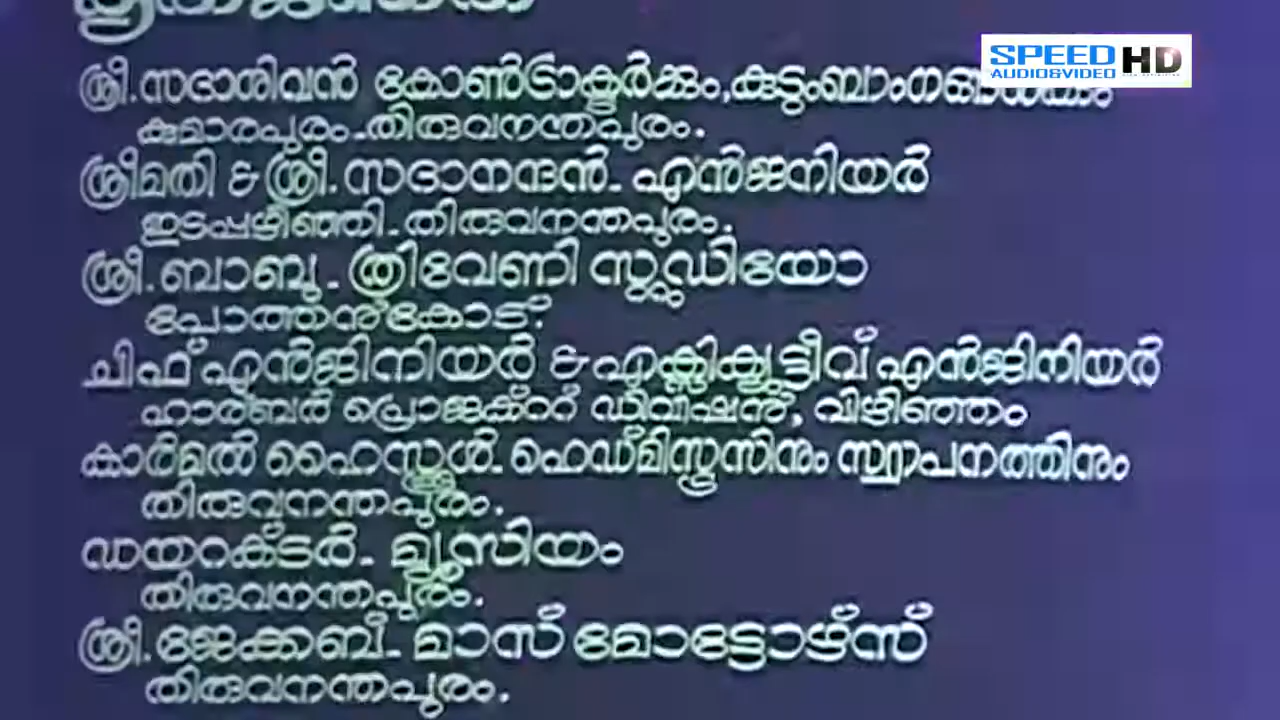 SPEED HD
AUDIO&VIDEO
ശ്രീ. സദാശിവൻ കോൺട്രാക്ടർക്കും, കുടുംബാംഗങ്ങൾക്കും
കുമാരപുരം - തിരുവനന്തപുരം.
ശ്രീമതി & ശ്രീ. സദാനന്ദൻ - എൻജനിയർ
ഇടപ്പഴിഞ്ഞി - തിരുവനന്തപുരം.
ശ്രീ. ബാബു - ത്രിവേണി സ്റ്റുഡിയോ
പോത്തൻകോട്.
ചീഫ് എൻജിനിയർ & എക്സിക്യൂട്ടീവ് എൻജിനിയർ
ഹാർബർ പ്രൊജക്ററ് ഡിവിഷൻ, വിഴിഞ്ഞം
കാർമൽ ഹൈസ്കൂൾ - ഹെഡ്മിസ്ട്രസിനും സ്ഥാപനത്തിനും
തിരുവനന്തപുരം.
ഡയറക്ടർ - മ്യൂസിയം
തിരുവനന്തപുരം.
ശ്രീ. ജേക്കബ് - മാസ് മോട്ടോഴ്സ്
തിരുവനന്തപുരം.